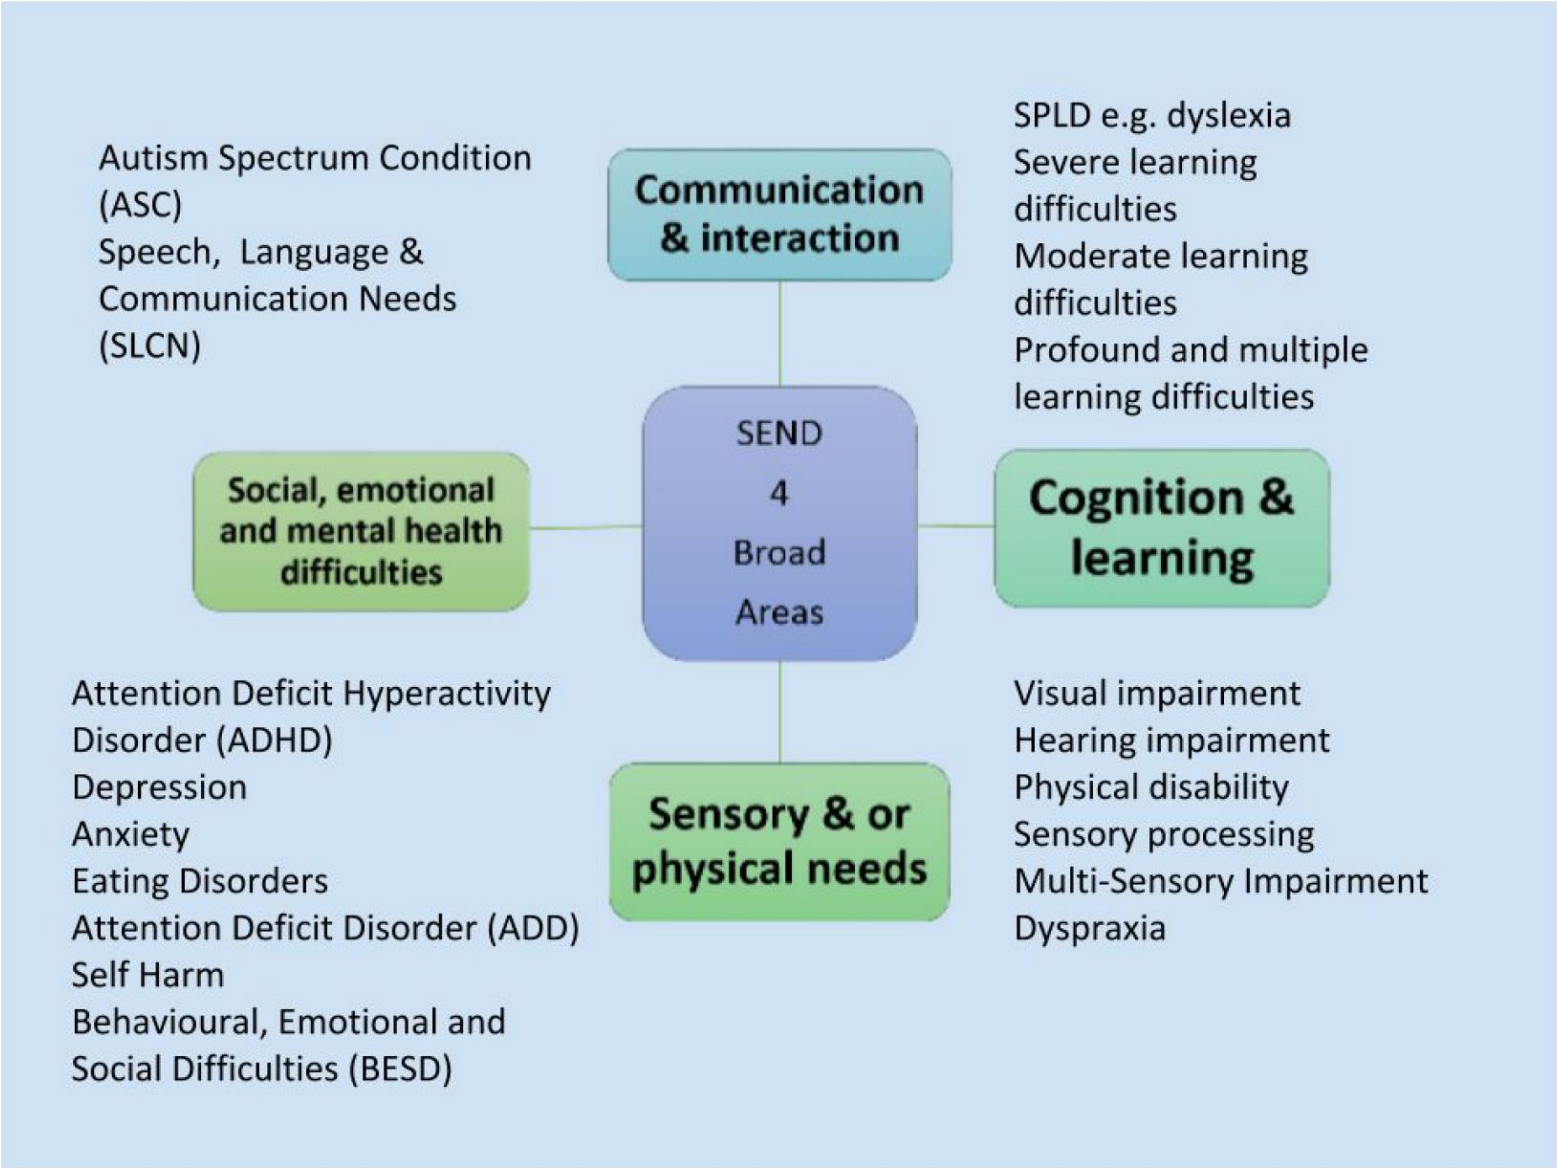 Autism Spectrum Condition
(ASC)
Speech, Language &
Communication Needs
(SLCN)
Communication
& interaction
SPLD e.g. dyslexia
Severe learning
difficulties
Moderate learning
difficulties
Profound and multiple
learning difficulties
Social, emotional
and mental health
difficulties
SEND
4
Broad
Areas
Cognition &
learning
Attention Deficit Hyperactivity
Disorder (ADHD)
Depression
Anxiety
Eating Disorders
Attention Deficit Disorder (ADD)
Self Harm
Behavioural, Emotional and
Social Difficulties (BESD)
Sensory & or
physical needs
Visual impairment
Hearing impairment
Physical disability
Sensory processing
Multi-Sensory Impairment
Dyspraxia